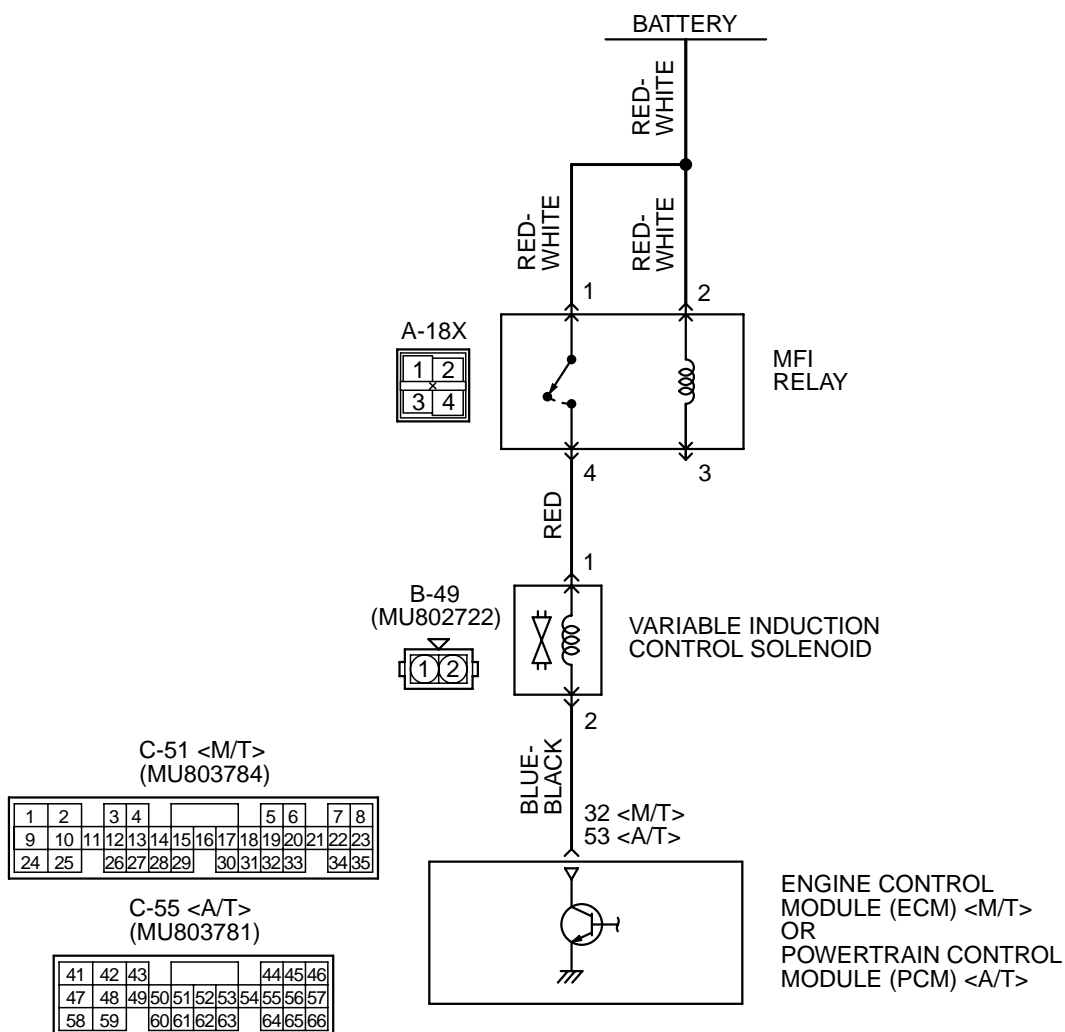 BATTERY
RED-
WHITE
RED-
WHITE
RED-
WHITE
1
2
A-18X
1 2
3 4
MFI
RELAY
4
3
RED
1
B-49
(MU802722)
1 2
VARIABLE INDUCTION
CONTROL SOLENOID
2
BLUE-
BLACK
C-51 <M/T>
(MU803784)
1 2 3 4 5 6 7 8
9 10 11 12 13 14 15 16 17 18 19 20 21 22 23
24 25 26 27 28 29 30 31 32 33 34 35
32 <M/T>
53 <A/T>
C-55 <A/T>
(MU803781)
41 42 43 44 45 46
47 48 49 50 51 52 53 54 55 56 57
58 59 60 61 62 63 64 65 66
ENGINE CONTROL
MODULE (ECM) <M/T>
OR
POWERTRAIN CONTROL
MODULE (PCM) <A/T>